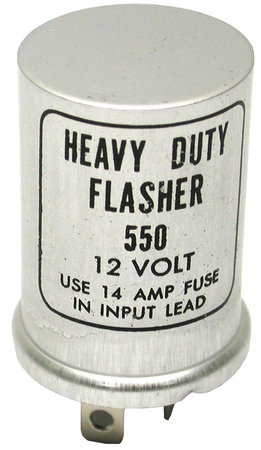 HEAVY DUTY
FLASHER
550
12 VOLT
USE 14 AMP FUSE
IN INPUT LEAD